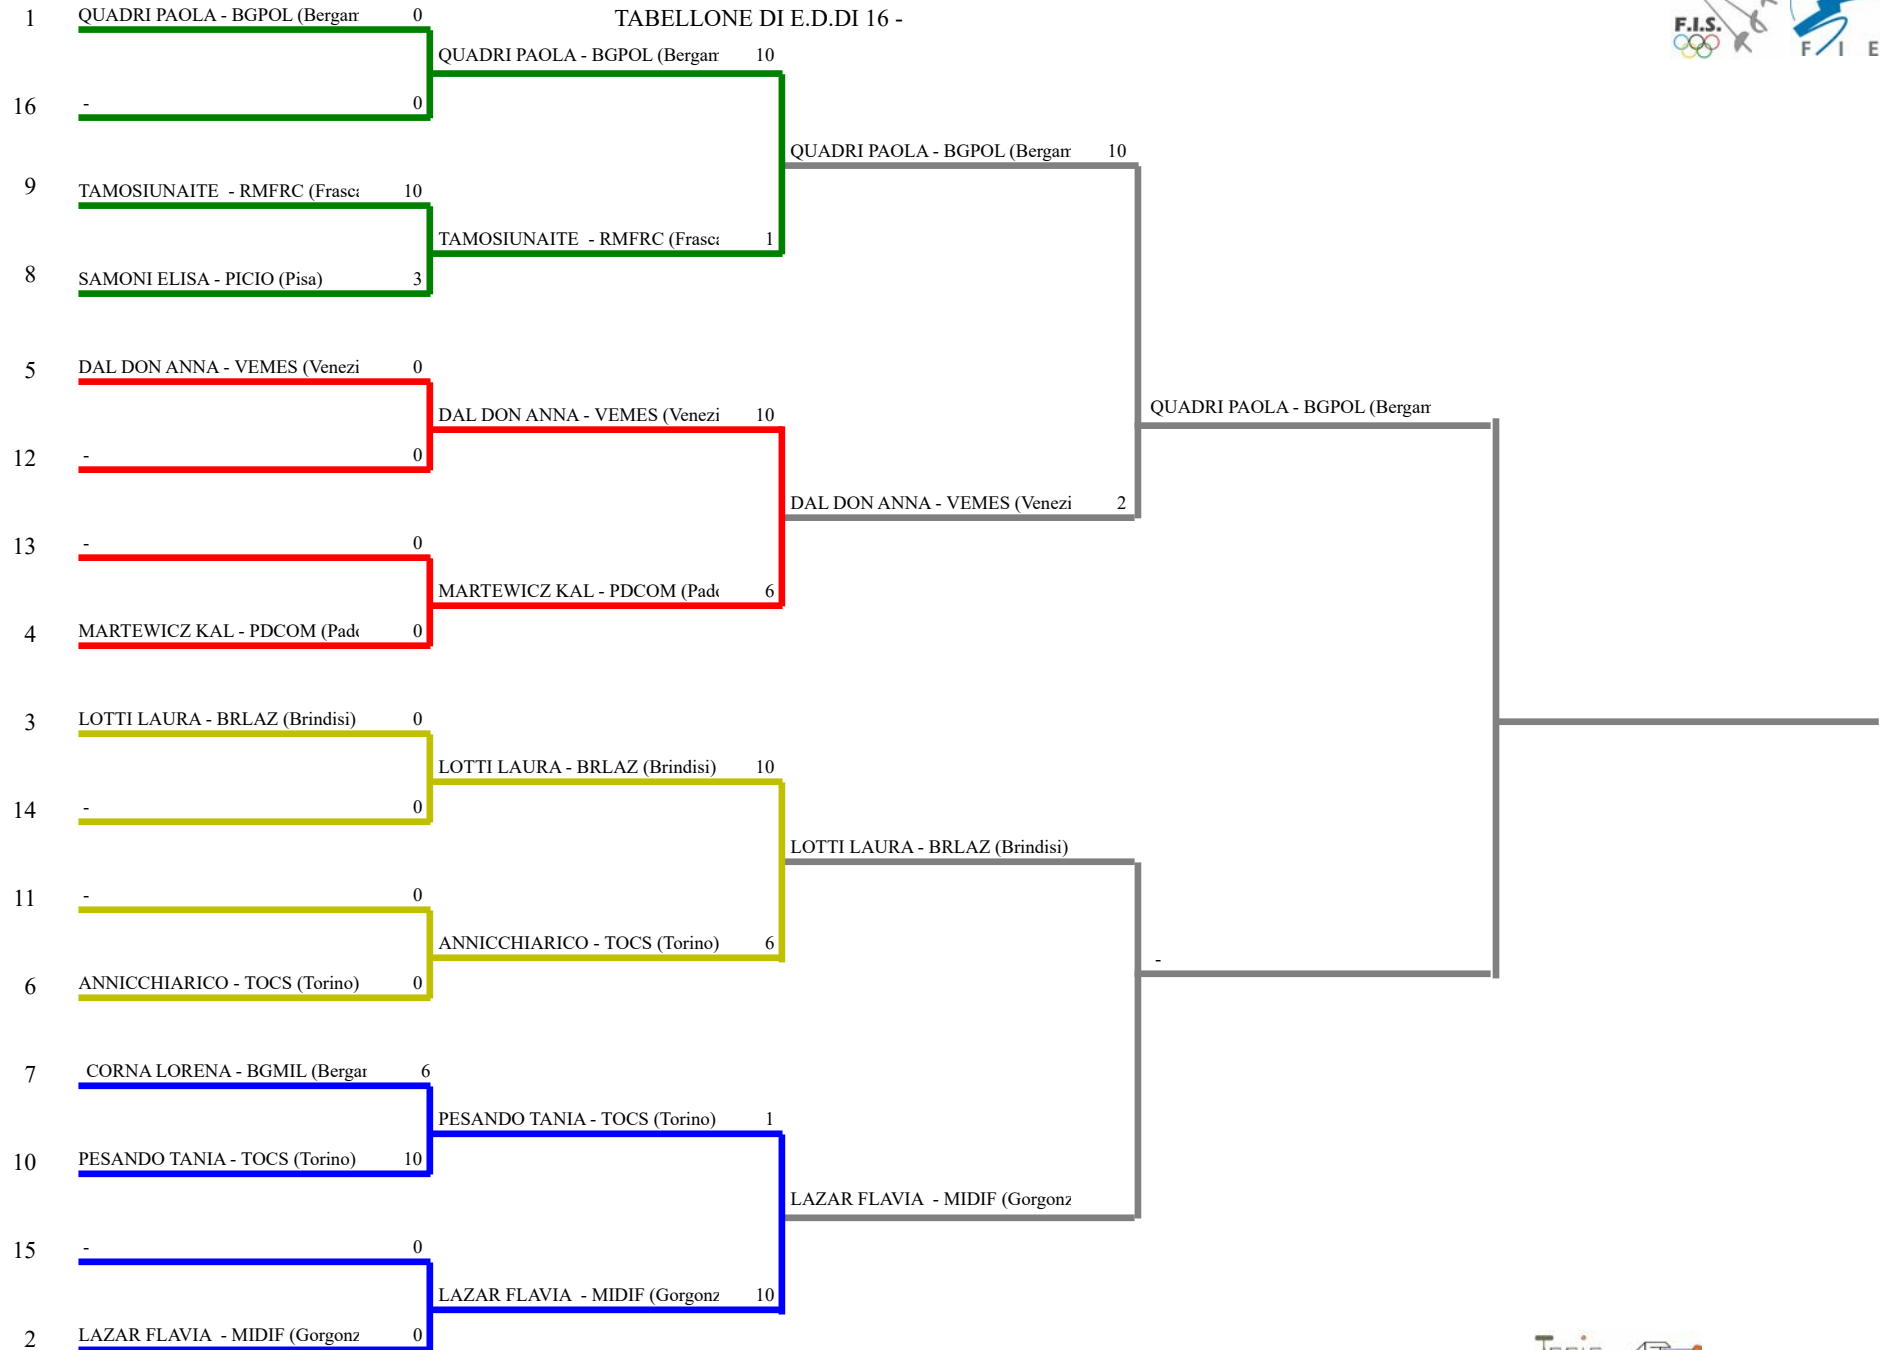 TABELLONE DI E.D.DI 16 -
F.I.S.
F I E
1 QUADRI PAOLA - BGPOL (Bergam 0
QUADRI PAOLA - BGPOL (Bergam 10
16 - 0
QUADRI PAOLA - BGPOL (Bergam 10
9 TAMOSIUNAITE - RMFRC (Frasca 10
TAMOSIUNAITE - RMFRC (Frasca 1
8 SAMONI ELISA - PICIO (Pisa) 3
5 DAL DON ANNA - VEMES (Venezi 0
QUADRI PAOLA - BGPOL (Bergam
DAL DON ANNA - VEMES (Venezi 10
12 - 0
DAL DON ANNA - VEMES (Venezi 2
13 - 0
MARTEWICZ KAL - PDCOM (Pado 6
4 MARTEWICZ KAL - PDCOM (Pado 0
3 LOTTI LAURA - BRLAZ (Brindisi) 0
LOTTI LAURA - BRLAZ (Brindisi) 10
14 - 0
LOTTI LAURA - BRLAZ (Brindisi)
11 - 0
ANNICCHIARICO - TOCS (Torino) 6
-
6 ANNICCHIARICO - TOCS (Torino) 0
7 CORNA LORENA - BGMIL (Bergar 6
PESANDO TANIA - TOCS (Torino) 1
10 PESANDO TANIA - TOCS (Torino) 10
LAZAR FLAVIA - MIDIF (Gorgonz
15 - 0
LAZAR FLAVIA - MIDIF (Gorgonz 10
2 LAZAR FLAVIA - MIDIF (Gorgonz 0